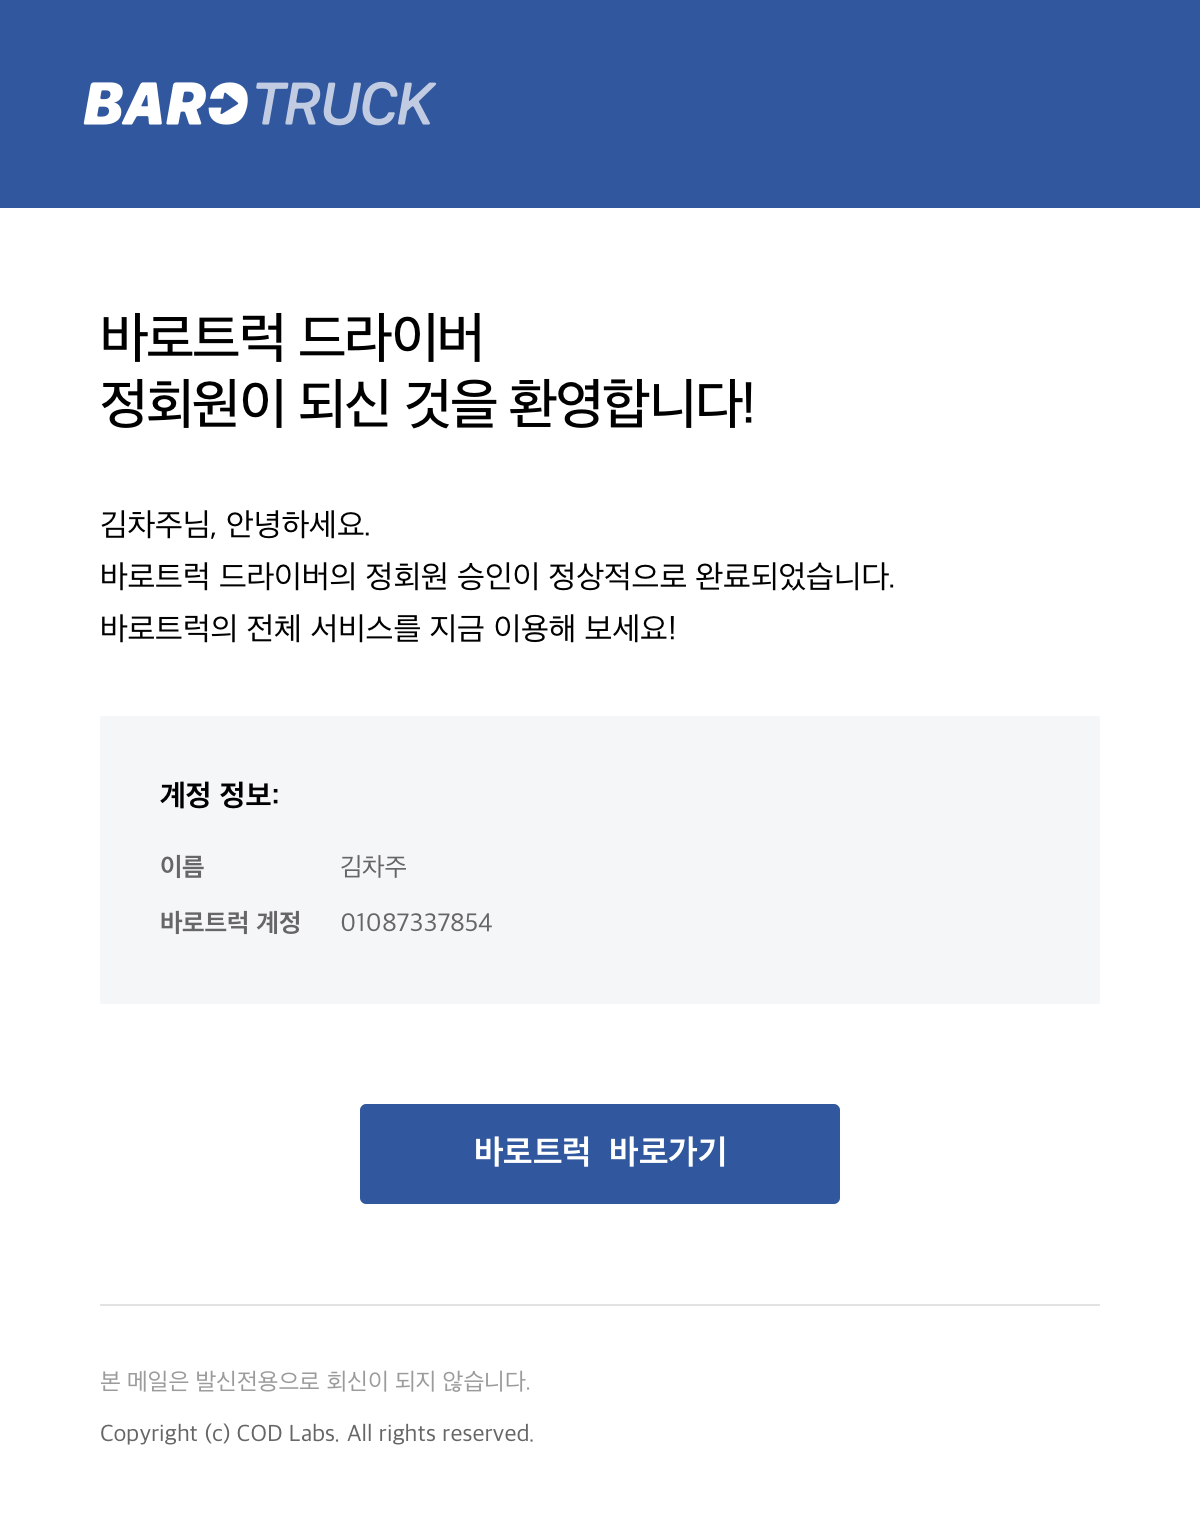 BAROTRUCK
바로트럭 드라이버
정회원이 되신 것을 환영합니다!
김차주님, 안녕하세요.
바로트럭 드라이버의 정회원 승인이 정상적으로 완료되었습니다.
바로트럭의 전체 서비스를 지금 이용해 보세요!
계정 정보:
이름 김차주
바로트럭 계정 01087337854
바로트럭 바로가기
본 메일은 발신전용으로 회신이 되지 않습니다.
Copyright (c) COD Labs. All rights reserved.